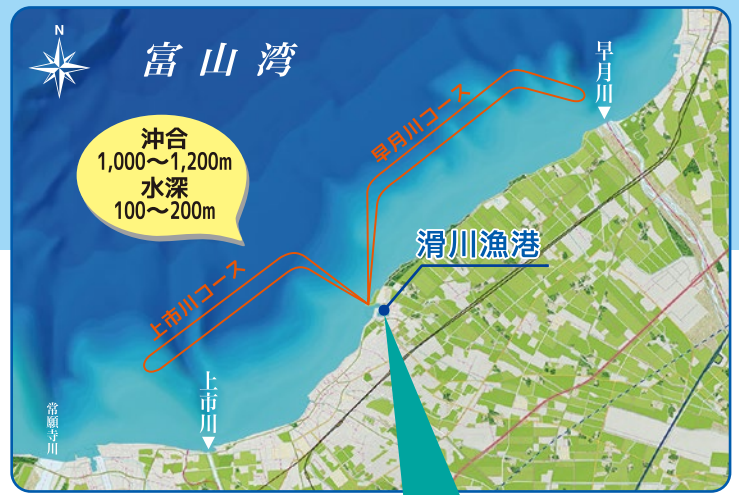 N
富山湾
早月川
早月川コース
沖合
1,000〜1,200m
水深
100〜200m
滑川漁港
上市川コース
上市川
常願寺川